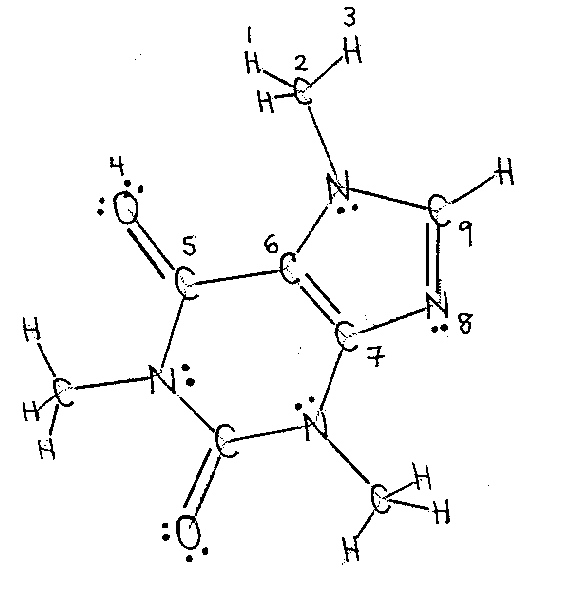 1 3
H 2 H
H C
4
:O: N H
5 6 C 9
C C
N: 8
H C 7
C N: :N
H H C C H
:O: H H